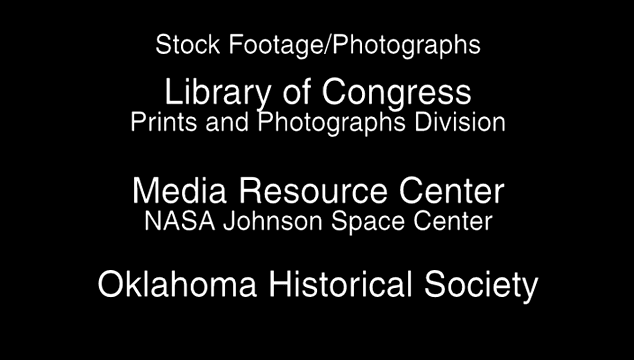 Stock Footage/Photographs
Library of Congress
Prints and Photographs Division
Media Resource Center
NASA Johnson Space Center
Oklahoma Historical Society